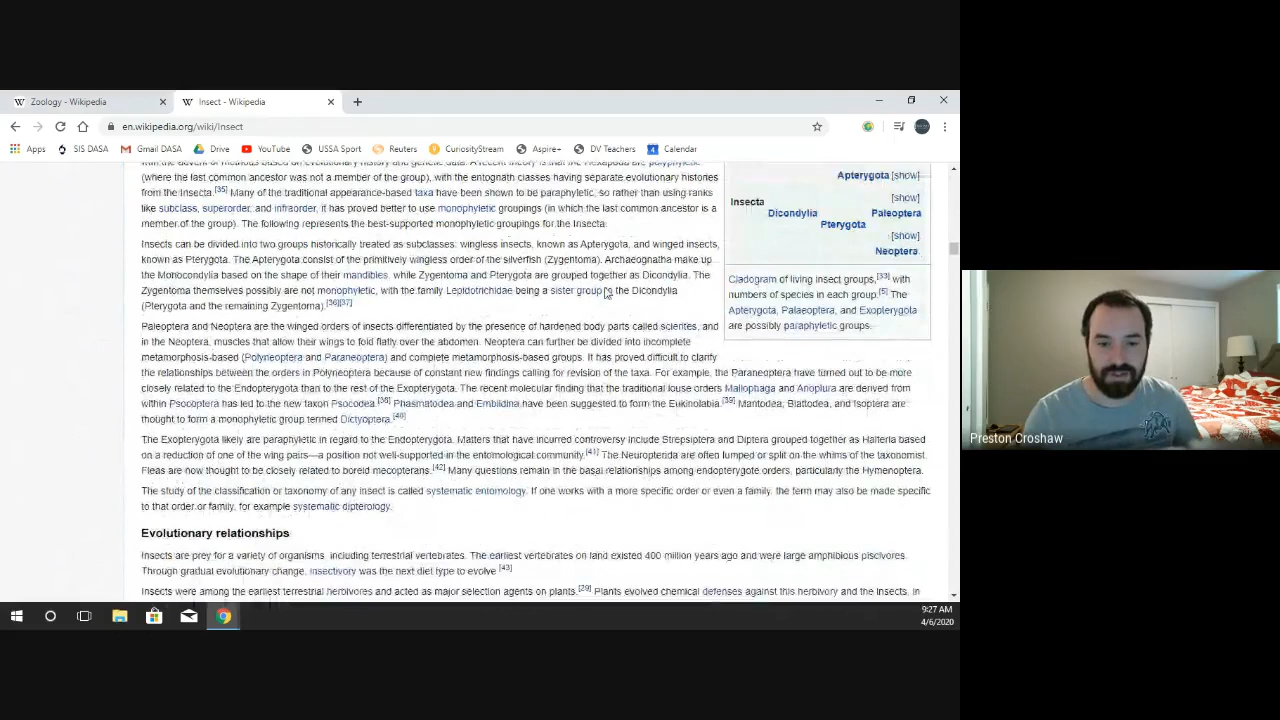 Zoology - Wikipedia
Insect - Wikipedia
en.wikipedia.org/wiki/Insect
Apps
SIS DASA
Gmail DASA
Drive
YouTube
USSA Sport
Reuters
CuriosityStream
Aspire+
DV Teachers
Calendar
with the advent of methods based on evolutionary history and genetic data. A recent theory is that the Hexapoda are polyphyletic
(where the last common ancestor was not a member of the group), with the entognath classes having separate evolutionary histories
from the Insecta.[35] Many of the traditional appearance-based taxa have been shown to be paraphyletic, so rather than using ranks
like subclass, superorder, and infraorder, it has proved better to use monophyletic groupings (in which the last common ancestor is a
member of the group). The following represents the best-supported monophyletic groupings for the Insecta.
Insects can be divided into two groups historically treated as subclasses: wingless insects, known as Apterygota, and winged insects,
known as Pterygota. The Apterygota consist of the primitively wingless order of the silverfish (Zygentoma). Archaeognatha make up
the Monocondylia based on the shape of their mandibles, while Zygentoma and Pterygota are grouped together as Dicondylia. The
Zygentoma themselves possibly are not monophyletic, with the family Lepidotrichidae being a sister group to the Dicondylia
(Pterygota and the remaining Zygentoma).[36][37]
Paleoptera and Neoptera are the winged orders of insects differentiated by the presence of hardened body parts called sclerites, and
in the Neoptera, muscles that allow their wings to fold flatly over the abdomen. Neoptera can further be divided into incomplete
metamorphosis-based (Polyneoptera and Paraneoptera) and complete metamorphosis-based groups. It has proved difficult to clarify
the relationships between the orders in Polyneoptera because of constant new findings calling for revision of the taxa. For example, the Paraneoptera have turned out to be more
closely related to the Endopterygota than to the rest of the Exopterygota. The recent molecular finding that the traditional louse orders Mallophaga and Anoplura are derived from
within Psocoptera has led to the new taxon Psocodea.[38] Phasmatodea and Embiidina have been suggested to form the Eukinolabia.[39] Mantodea, Blattodea, and Isoptera are
thought to form a monophyletic group termed Dictyoptera.[40]
The Exopterygota likely are paraphyletic in regard to the Endopterygota. Matters that have incurred controversy include Strepsiptera and Diptera grouped together as Halteria based
on a reduction of one of the wing pairs—a position not well-supported in the entomological community.[41] The Neuropterida are often lumped or split on the whims of the taxonomist.
Fleas are now thought to be closely related to boreid mecopterans.[42] Many questions remain in the basal relationships among endopterygote orders, particularly the Hymenoptera.
The study of the classification or taxonomy of any insect is called systematic entomology. If one works with a more specific order or even a family, the term may also be made specific
to that order or family, for example systematic dipterology.
Evolutionary relationships
Insects are prey for a variety of organisms, including terrestrial vertebrates. The earliest vertebrates on land existed 400 million years ago and were large amphibious piscivores.
Through gradual evolutionary change, insectivory was the next diet type to evolve.[43]
Insects were among the earliest terrestrial herbivores and acted as major selection agents on plants.[29] Plants evolved chemical defenses against this herbivory and the insects, in
Apterygota [show]
[show]
Insecta
Dicondylia
Paleoptera
Pterygota
[show]
Neoptera
Cladogram of living insect groups,[33] with
numbers of species in each group.[5] The
Apterygota, Palaeoptera, and Exopterygota
are possibly paraphyletic groups.
9:27 AM
4/6/2020
Preston Croshaw